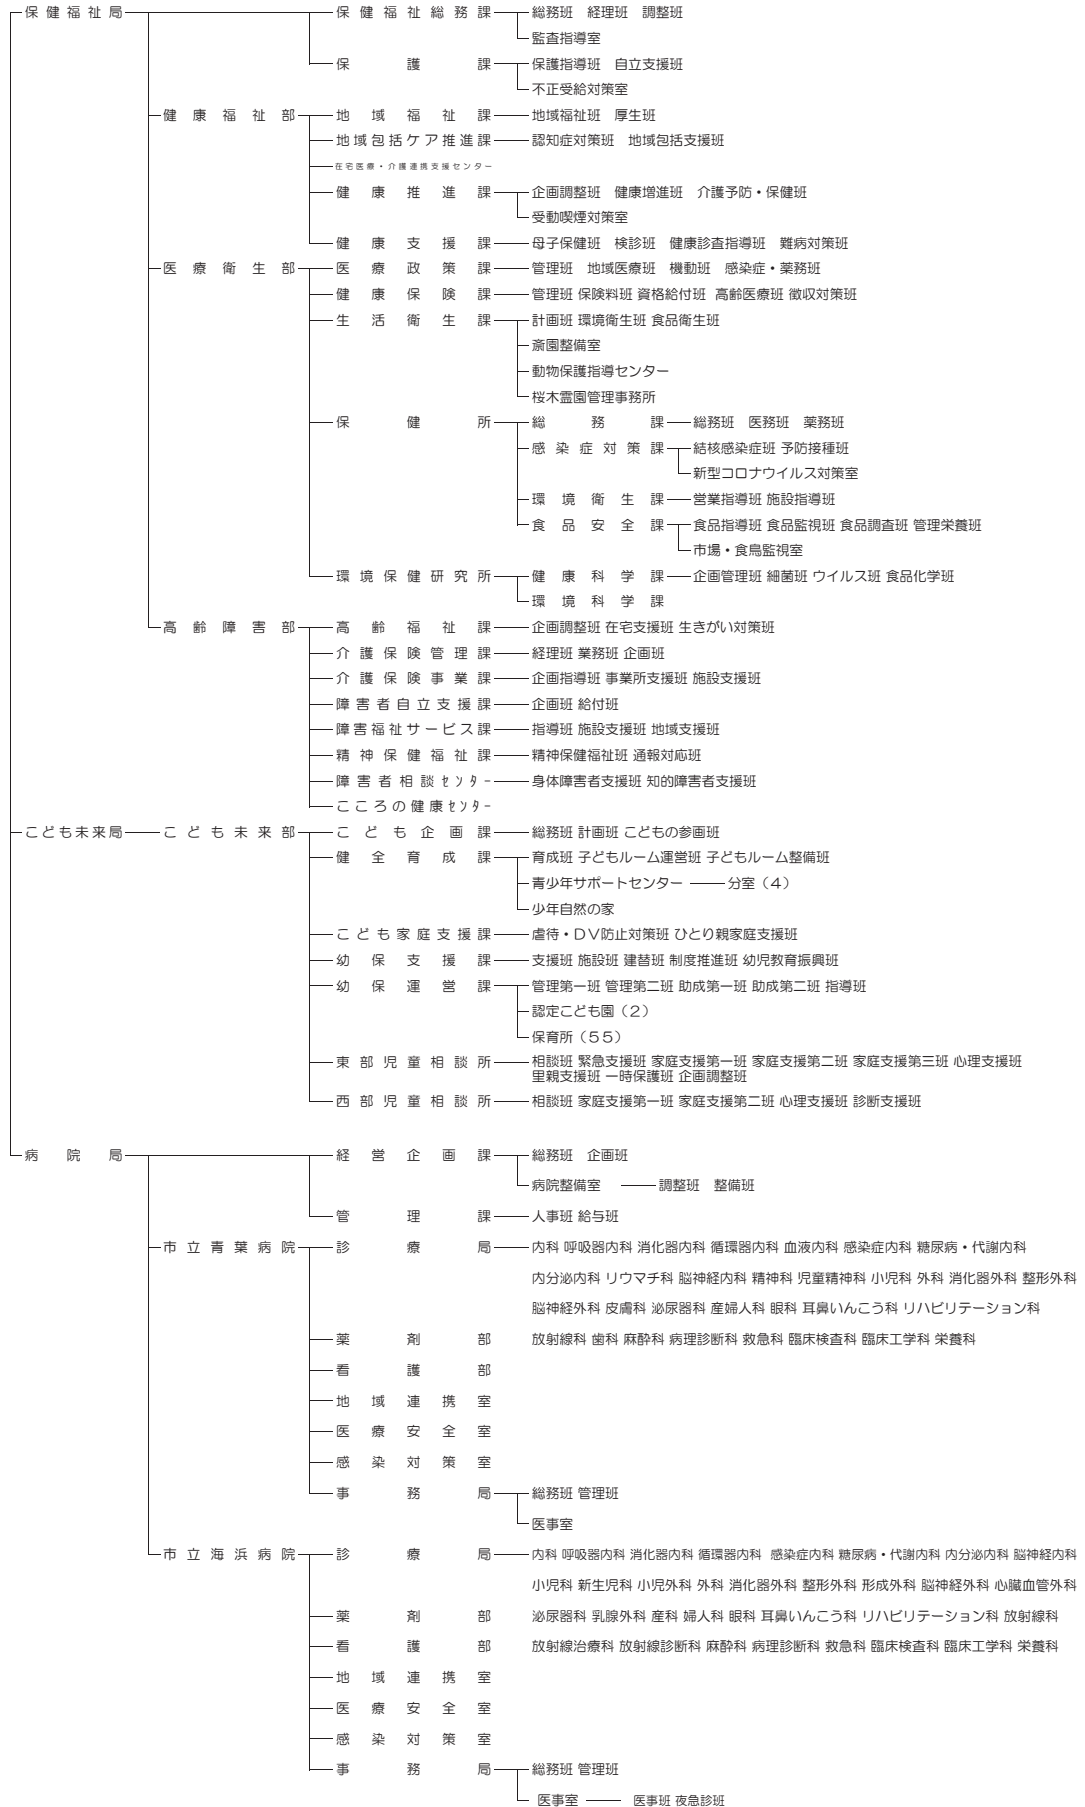 保健福祉局 保健福祉総務課 総務班 経理班 調整班
監査指導室
保護課 保護指導班 自立支援班
不正受給対策室
健康福祉部 地域福祉課 地域福祉班 厚生班
地域包括ケア推進課 認知症対策班 地域包括支援班
在宅医療・介護連携支援センター
健康推進課 企画調整班 健康増進班 介護予防・保健班
受動喫煙対策室
健康支援課 母子保健班 検診班 健康診査指導班 難病対策班
医療衛生部 医療政策課 管理班 地域医療班 機動班 感染症・薬務班
健康保険課 管理班 保険料班 資格給付班 高齢医療班 徴収対策班
生活衛生課 計画班 環境衛生班 食品衛生班
斎園整備室
動物保護指導センター
桜木霊園管理事務所
保健所 総務課 総務班 医務班 薬務班
感染症対策課 結核感染症班 予防接種班
新型コロナウイルス対策室
環境衛生課 営業指導班 施設指導班
食品安全課 食品指導班 食品監視班 食品調査班 管理栄養班
市場・食鳥監視室
環境保健研究所 健康科学課 企画管理班 細菌班 ウイルス班 食品化学班
環境科学課
高齢障害部 高齢福祉課 企画調整班 在宅支援班 生きがい対策班
介護保険管理課 経理班 業務班 企画班
介護保険事業課 企画指導班 事業所支援班 施設支援班
障害者自立支援課 企画班 給付班
障害福祉サービス課 指導班 施設支援班 地域支援班
精神保健福祉課 精神保健福祉班 通報対応班
障害者相談センター 身体障害者支援班 知的障害者支援班
こころの健康センター
こども未来局 こども未来部 こども企画課 総務班 計画班 こどもの参画班
健全育成課 育成班 子どもルーム運営班 子どもルーム整備班
青少年サポートセンター 分室（４）
少年自然の家
こども家庭支援課 虐待・ＤＶ防止対策班 ひとり親家庭支援班
幼保支援課 支援班 施設班 建替班 制度推進班 幼児教育振興班
幼保運営課 管理第一班 管理第二班 助成第一班 助成第二班 指導班
認定こども園（２）
保育所（５５）
東部児童相談所 相談班 緊急支援班 家庭支援第一班 家庭支援第二班 家庭支援第三班 心理支援班
里親支援班 一時保護班 企画調整班
西部児童相談所 相談班 家庭支援第一班 家庭支援第二班 心理支援班 診断支援班
病院局 経営企画課 総務班 企画班
病院整備室 調整班 整備班
管理課 人事班 給与班
市立青葉病院 診療局 内科 呼吸器内科 消化器内科 循環器内科 血液内科 感染症内科 糖尿病・代謝内科
内分泌内科 リウマチ科 脳神経内科 精神科 児童精神科 小児科 外科 消化器外科 整形外科
脳神経外科 皮膚科 泌尿器科 産婦人科 眼科 耳鼻いんこう科 リハビリテーション科
薬剤部 放射線科 歯科 麻酔科 病理診断科 救急科 臨床検査科 臨床工学科 栄養科
看護部
地域連携室
医療安全室
感染対策室
事務局 総務班 管理班
医事室
市立海浜病院 診療局 内科 呼吸器内科 消化器内科 循環器内科 感染症内科 糖尿病・代謝内科 内分泌内科 脳神経内科
小児科 新生児科 小児外科 外科 消化器外科 整形外科 形成外科 脳神経外科 心臓血管外科
薬剤部 泌尿器科 乳腺外科 産科 婦人科 眼科 耳鼻いんこう科 リハビリテーション科 放射線科
看護部 放射線治療科 放射線診断科 麻酔科 病理診断科 救急科 臨床検査科 臨床工学科 栄養科
地域連携室
医療安全室
感染対策室
事務局 総務班 管理班
医事室 医事班 夜急診班